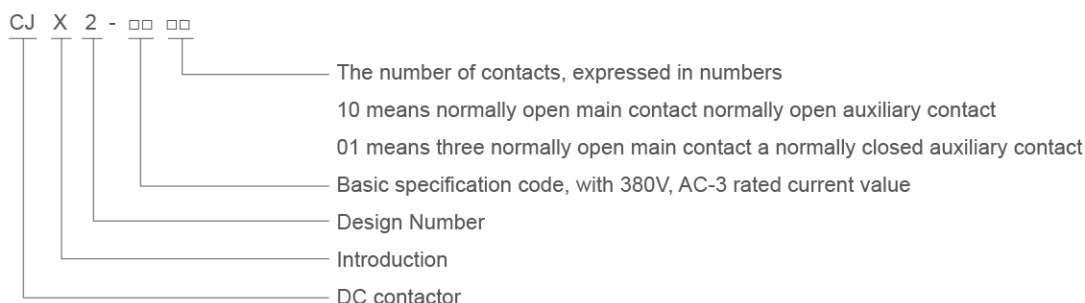 CJ X 2 - □□ □□
The number of contacts, expressed in numbers
10 means normally open main contact normally open auxiliary contact
01 means three normally open main contact a normally closed auxiliary contact
Basic specification code, with 380V, AC-3 rated current value
Design Number
Introduction
DC contactor